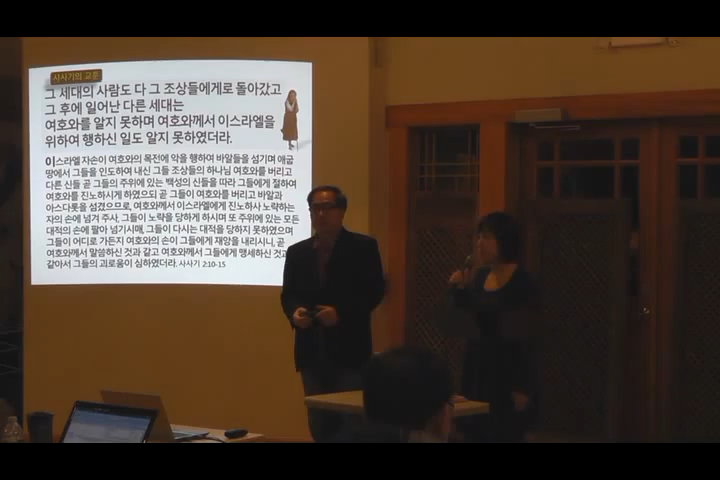 사사기의 교훈
그 세대의 사람도 다 그 조상들에게로 돌아갔고
그 후에 일어난 다른 세대는
여호와를 알지 못하며 여호와께서 이스라엘을
위하여 행하신 일도 알지 못하였더라.
이스라엘 자손이 여호와의 목전에 악을 행하여 바알들을 섬기며 애굽
땅에서 그들을 인도하여 내신 그들 조상들의 하나님 여호와를 버리고
다른 신들 곧 그들의 주위에 있는 백성의 신들을 따라 그들에게 절하여
여호와를 진노하시게 하였으되 곧 그들이 여호와를 버리고 바알과
아스다롯을 섬겼으므로, 여호와께서 이스라엘에게 진노하사 노략하는
자의 손에 넘겨 주사, 그들이 노략을 당하게 하시며 또 주위에 있는 모든
대적의 손에 팔아 넘기시매, 그들이 다시는 대적을 당하지 못하였으며
그들이 어디로 가든지 여호와의 손이 그들에게 재앙을 내리시니, 곧
여호와께서 말씀하신 것과 같고 여호와께서 그들에게 맹세하신 것과
같아서 그들의 괴로움이 심하였더라. 사사기 2:10-15